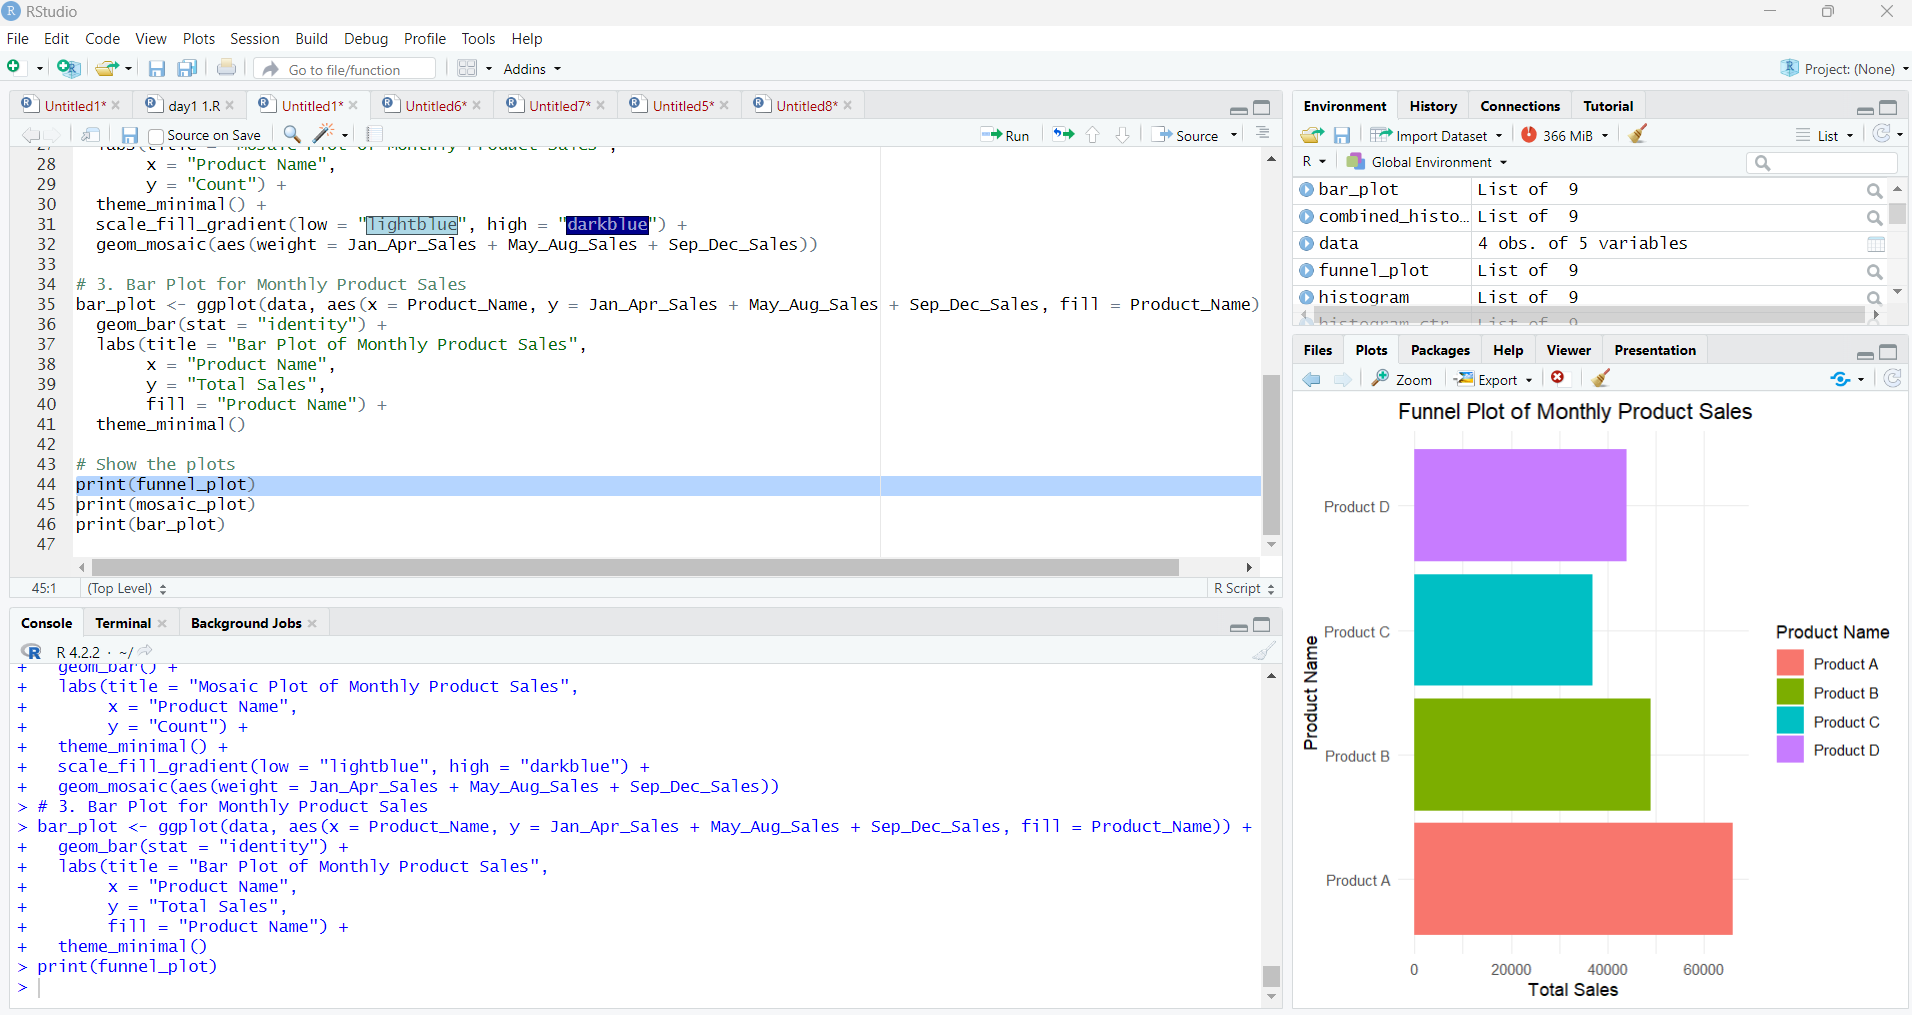 RStudio
File Edit Code View Plots Session Build Debug Profile Tools Help
Go to file/function Addins Project: (None)
Untitled1* day1 1.R Untitled1* Untitled6* Untitled7* Untitled5* Untitled8*
Source on Save Run Source
28 x = "Product Name",
29 y = "Count") +
30 theme_minimal() +
31 scale_fill_gradient(low = "lightblue", high = "darkblue") +
32 geom_mosaic(aes(weight = Jan_Apr_Sales + May_Aug_Sales + Sep_Dec_Sales))
33
34 # 3. Bar Plot for Monthly Product Sales
35 bar_plot <- ggplot(data, aes(x = Product_Name, y = Jan_Apr_Sales + May_Aug_Sales + Sep_Dec_Sales, fill = Product_Name)
36 geom_bar(stat = "identity") +
37 labs(title = "Bar Plot of Monthly Product Sales",
38 x = "Product Name",
39 y = "Total Sales",
40 fill = "Product Name") +
41 theme_minimal()
42
43 # Show the plots
44 print(funnel_plot)
45 print(mosaic_plot)
46 print(bar_plot)
47
45:1 (Top Level) R Script
Console Terminal Background Jobs
R 4.2.2 · ~/
+ geom_bar() +
+ labs(title = "Mosaic Plot of Monthly Product Sales",
+ x = "Product Name",
+ y = "Count") +
+ theme_minimal() +
+ scale_fill_gradient(low = "lightblue", high = "darkblue") +
+ geom_mosaic(aes(weight = Jan_Apr_Sales + May_Aug_Sales + Sep_Dec_Sales))
> # 3. Bar Plot for Monthly Product Sales
> bar_plot <- ggplot(data, aes(x = Product_Name, y = Jan_Apr_Sales + May_Aug_Sales + Sep_Dec_Sales, fill = Product_Name)) +
+ geom_bar(stat = "identity") +
+ labs(title = "Bar Plot of Monthly Product Sales",
+ x = "Product Name",
+ y = "Total Sales",
+ fill = "Product Name") +
+ theme_minimal()
> print(funnel_plot)
>
Environment History Connections Tutorial
Import Dataset 366 MiB List
R Global Environment
bar_plot List of 9
combined_histo... List of 9
data 4 obs. of 5 variables
funnel_plot List of 9
histogram List of 9
Files Plots Packages Help Viewer Presentation
Zoom Export
Funnel Plot of Monthly Product Sales
Product D
Product C
Product B
Product A
Product Name
0 20000 40000 60000
Total Sales
Product Name
Product A
Product B
Product C
Product D